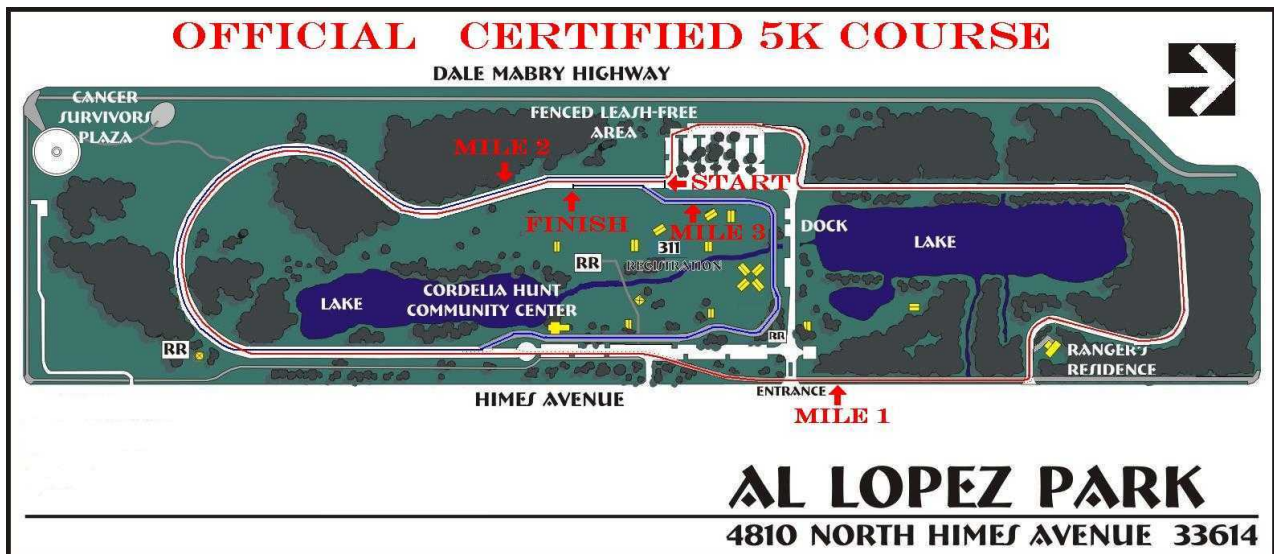 OFFICIAL CERTIFIED 5K COURSE
DALE MABRY HIGHWAY
CANCER
SURVIVORS
PLAZA
FENCED LEASH-FREE
AREA
MILE 2
START
FINISH
MILE 3
DOCK
LAKE
311
REGISTRATION
RR
LAKE
CORDELIA HUNT
COMMUNITY CENTER
RR
RR
RANGER'S
RESIDENCE
HIMES AVENUE
ENTRANCE
MILE 1
AL LOPEZ PARK
4810 NORTH HIMES AVENUE 33614